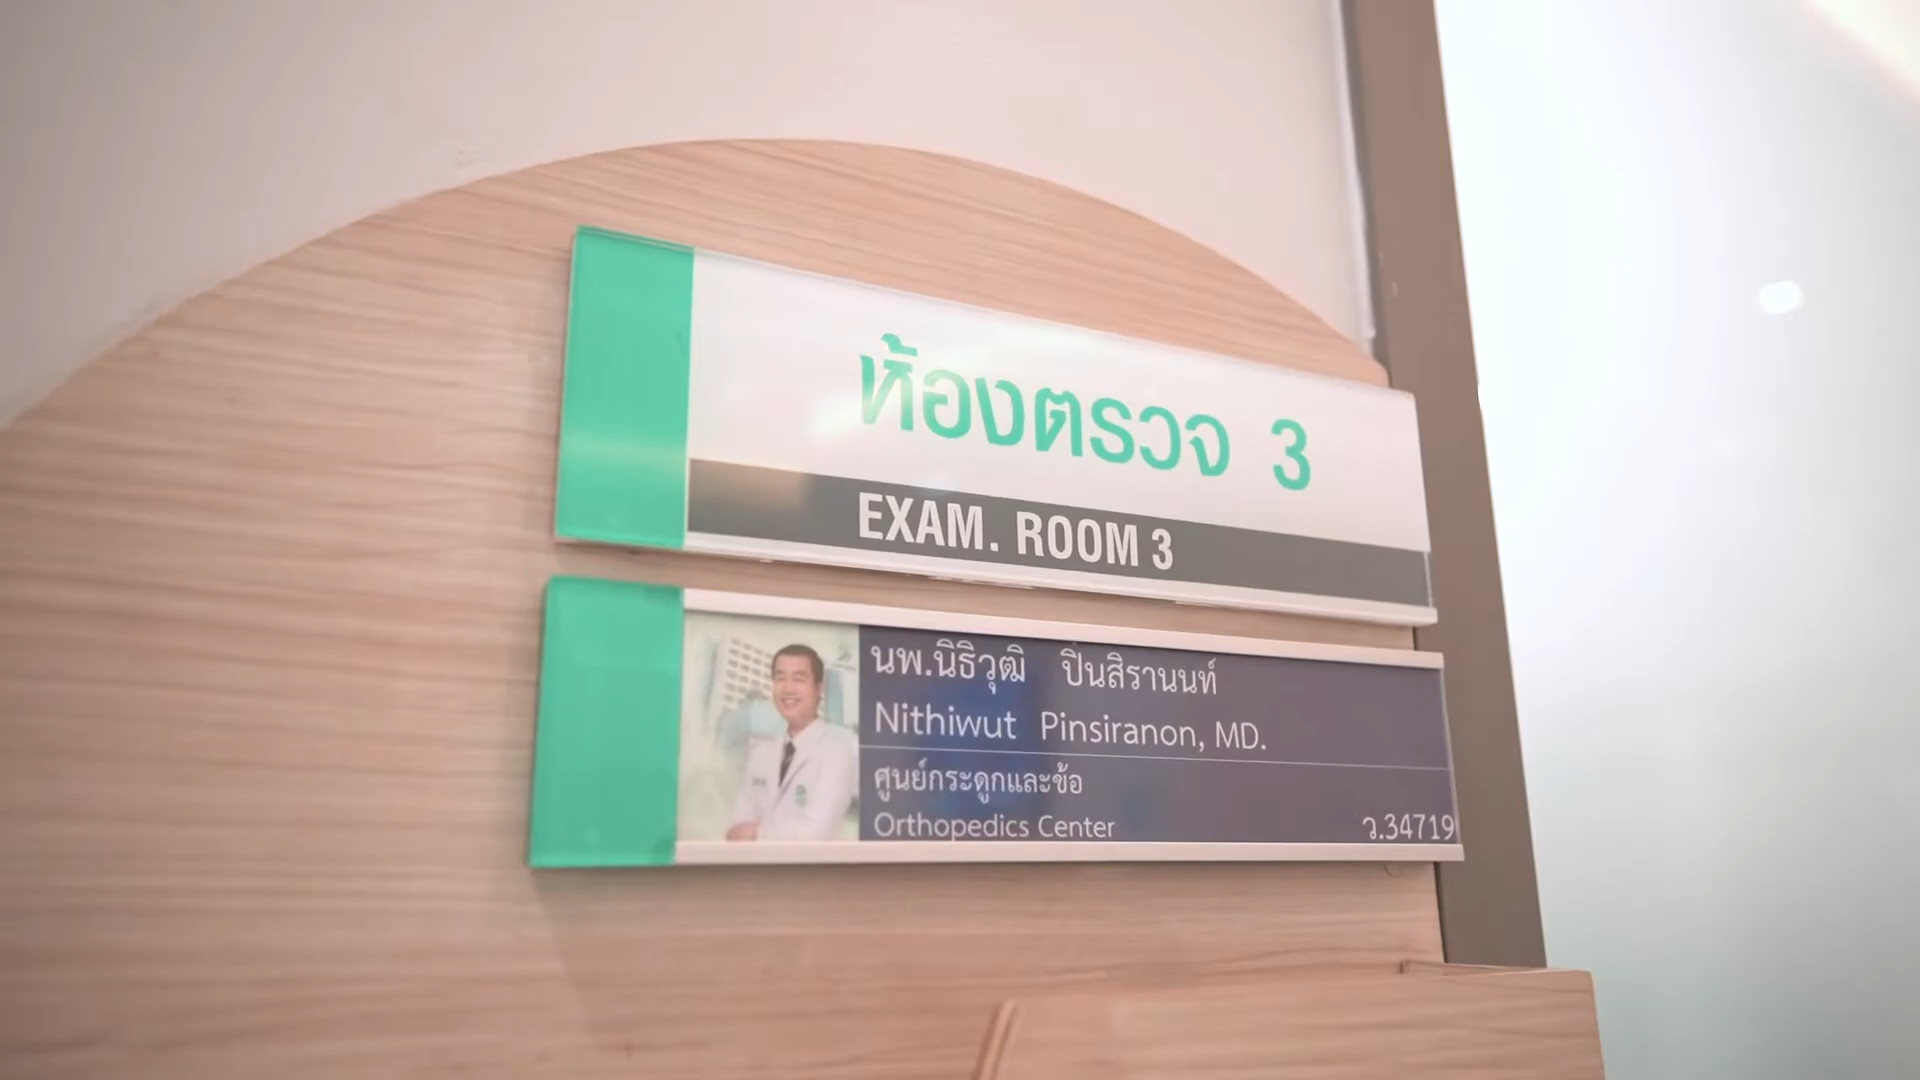 ห้องตรวจ 3
EXAM. ROOM 3
นพ.นิธิวุฒิ ปิ่นสิรานนท์
Nithiwut Pinsiranon, MD.
ศูนย์กระดูกและข้อ
Orthopedics Center
ว.34719